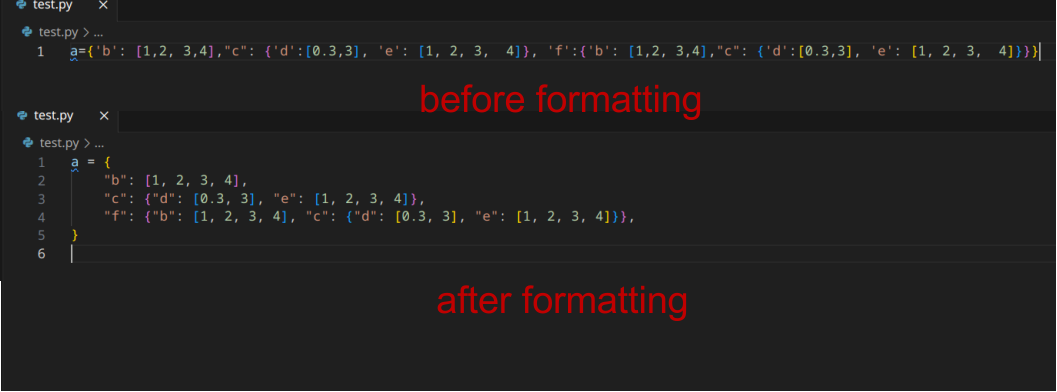 test.py ×
test.py > ...
1 a={'b': [1,2, 3,4],"c": {'d':[0.3,3], 'e': [1, 2, 3,  4]}, 'f':{'b': [1,2, 3,4],"c": {'d':[0.3,3], 'e': [1, 2, 3,  4]}}}
before formatting
test.py ×
test.py > ...
1 a = {
2     "b": [1, 2, 3, 4],
3     "c": {"d": [0.3, 3], "e": [1, 2, 3, 4]},
4     "f": {"b": [1, 2, 3, 4], "c": {"d": [0.3, 3], "e": [1, 2, 3, 4]}},
5 }
6
after formatting